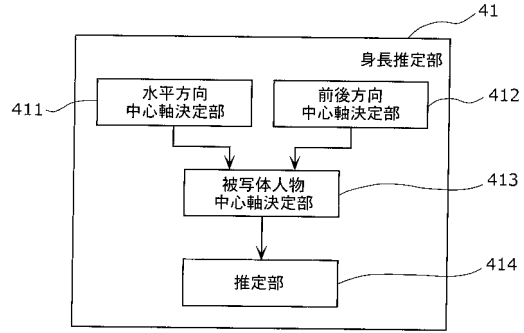 41
身長推定部
411
水平方向
中心軸決定部
前後方向
中心軸決定部
412
被写体人物
中心軸決定部
413
推定部
414